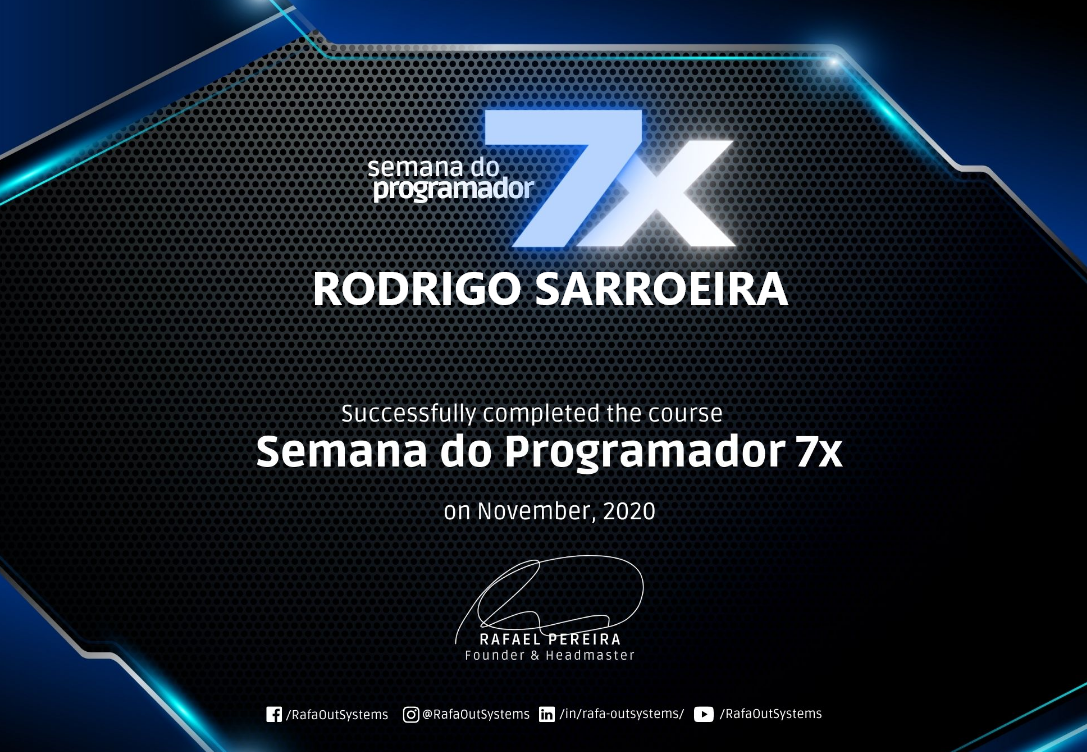 semana do
programador
7x
RODRIGO SARROEIRA
Successfully completed the course
Semana do Programador 7x
on November, 2020
RAFAEL PEREIRA
Founder & Headmaster
/RafaOutSystems @RafaOutSystems /in/rafa-outsystems/ /RafaOutSystems